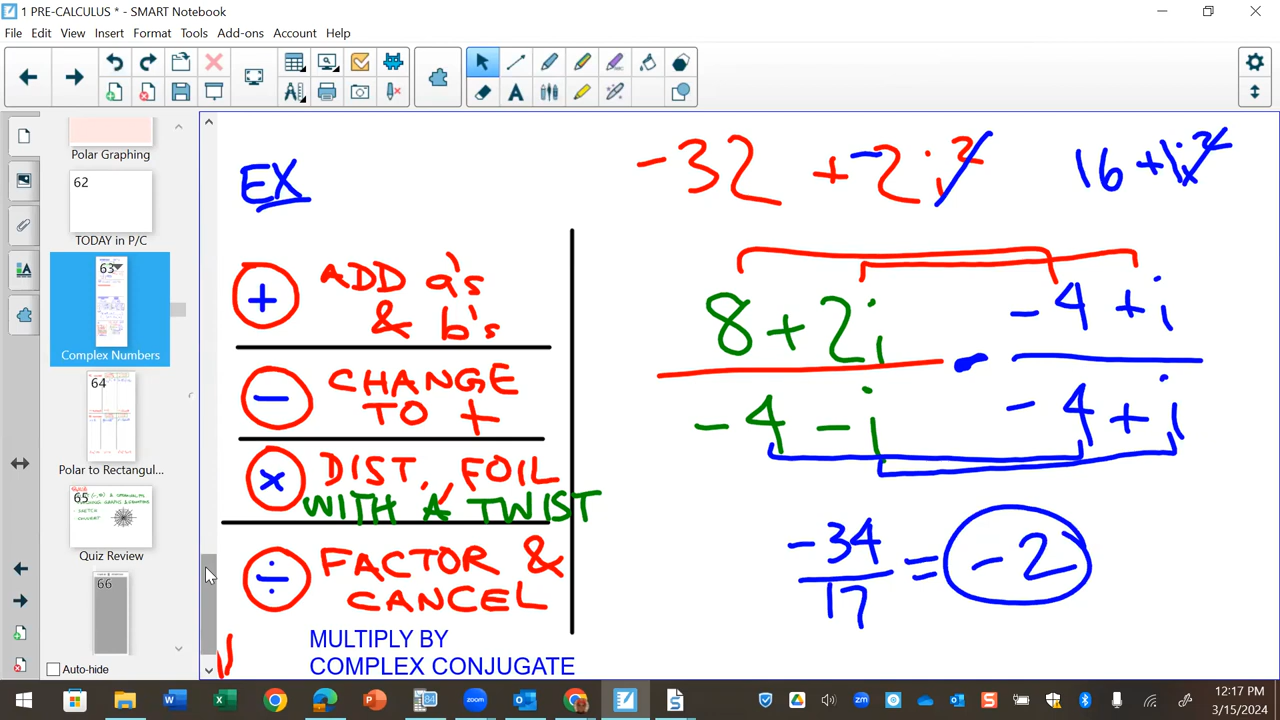 1 PRE-CALCULUS * - SMART Notebook
File Edit View Insert Format Tools Add-ons Account Help
Polar Graphing
62
TODAY in P/C
63
Complex Numbers
64
Polar to Rectangul...
65
Quiz Review
66
Auto-hide
EX
+ ADD a's
& b's
− CHANGE
TO +
× DIST, FOIL
WITH A TWIST
÷ FACTOR &
CANCEL
MULTIPLY BY
COMPLEX CONJUGATE
-32 + -2i² 16 + 1i²
8 + 2i · -4 + i
-4 - i -4 + i
-34
17
= -2
12:17 PM
3/15/2024